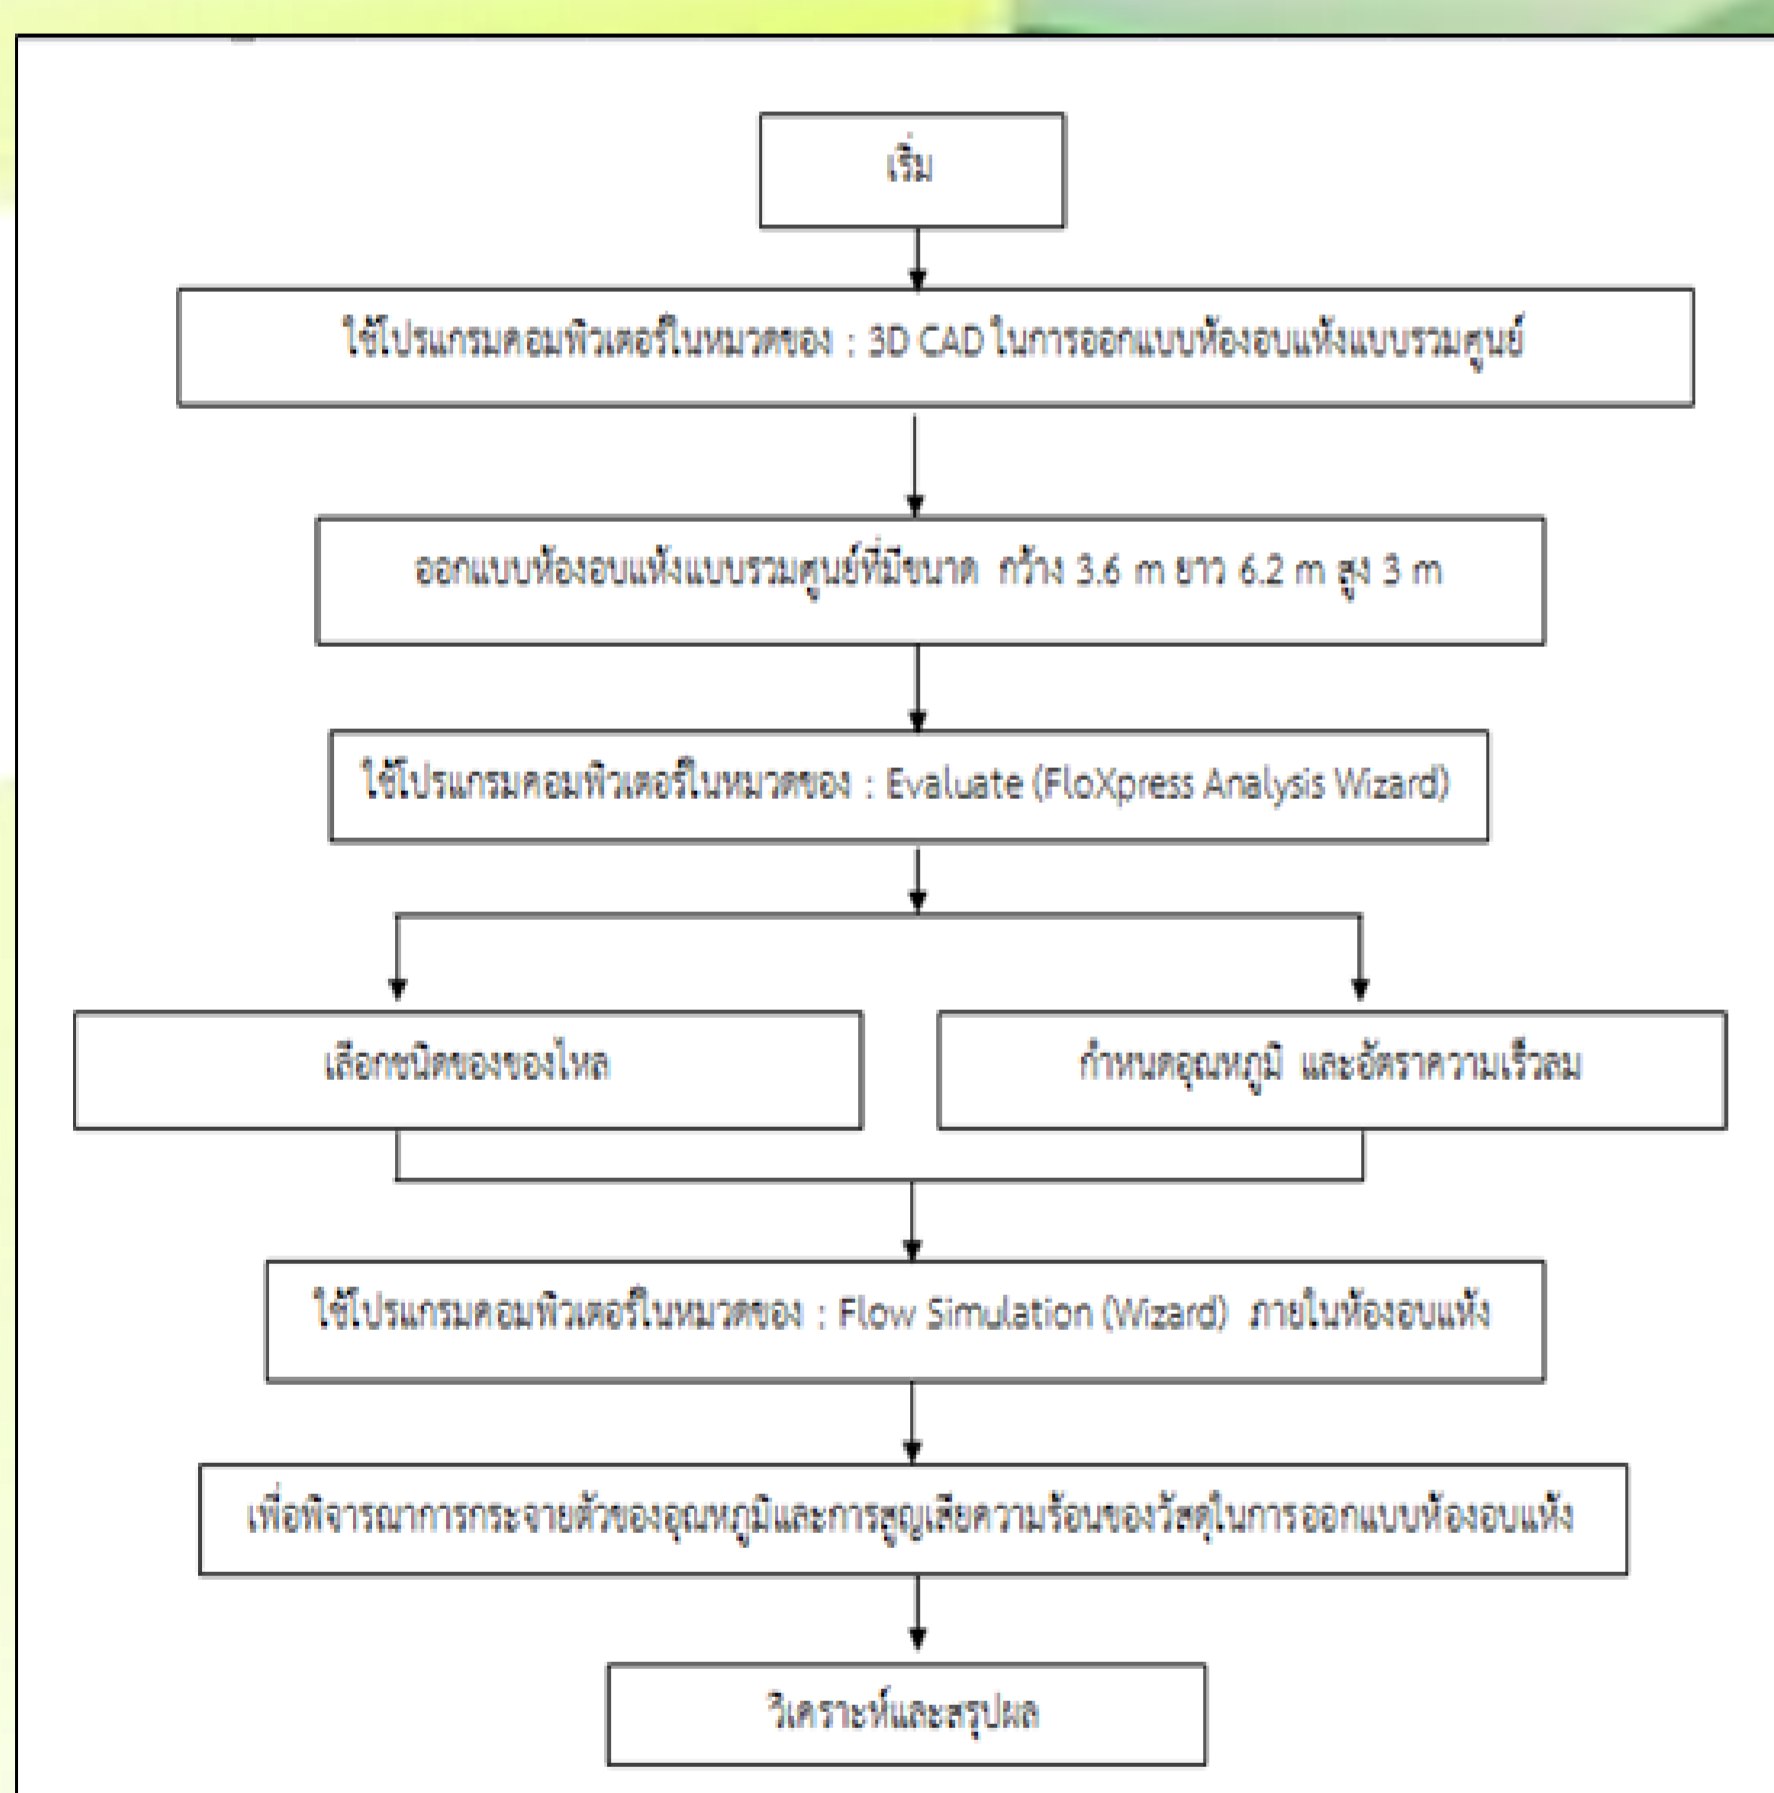 เริ่ม
ใช้โปรแกรมคอมพิวเตอร์ในหมวดของ : 3D CAD ในการออกแบบห้องอบแห้งแบบรวมศูนย์
ออกแบบห้องอบแห้งแบบรวมศูนย์ที่มีขนาด กว้าง 3.6 m ยาว 6.2 m สูง 3 m
ใช้โปรแกรมคอมพิวเตอร์ในหมวดของ : Evaluate (FloXpress Analysis Wizard)
เลือกชนิดของของไหล
กำหนดอุณหภูมิ และอัตราความเร็วลม
ใช้โปรแกรมคอมพิวเตอร์ในหมวดของ : Flow Simulation (Wizard) ภายในห้องอบแห้ง
เพื่อพิจารณาการกระจายตัวของอุณหภูมิและการสูญเสียความร้อนของวัสดุในการออกแบบห้องอบแห้ง
วิเคราะห์และสรุปผล